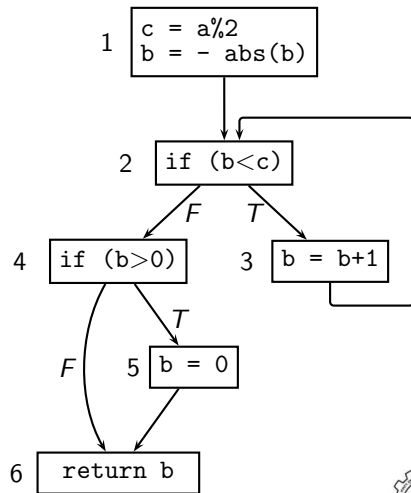 1
c = a%2
b = - abs(b)
2
if (b<c)
F
T
4
if (b>0)
3
b = b+1
T
F
5
b = 0
6
return b